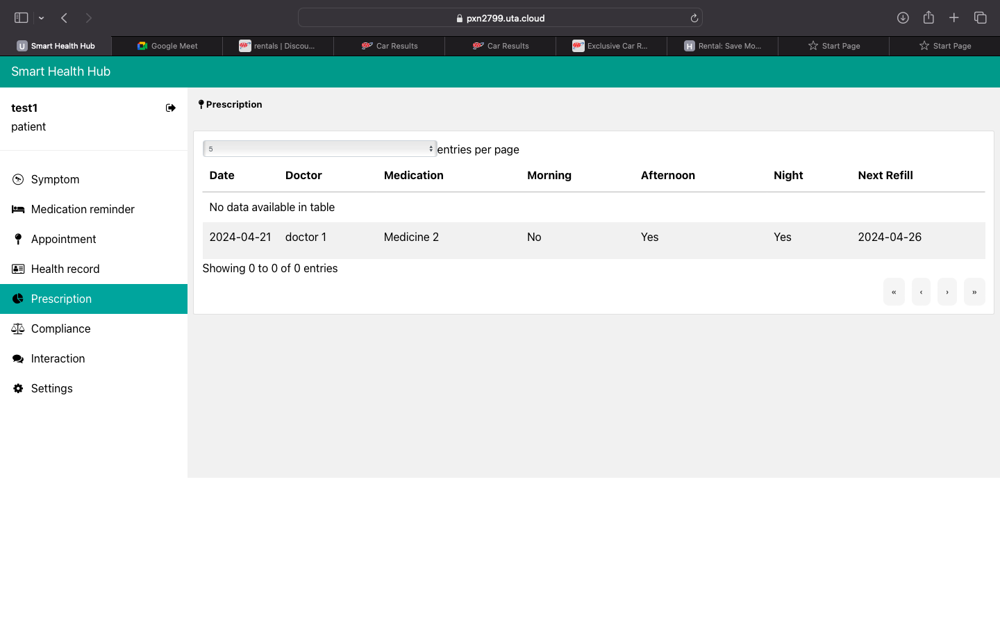 pxn2799.uta.cloud
U Smart Health Hub Google Meet rentals | Discou... Car Results Car Results Exclusive Car R... H Rental: Save Mo... Start Page Start Page
Smart Health Hub
test1
patient
Symptom
Medication reminder
Appointment
Health record
Prescription
Compliance
Interaction
Settings
Prescription
5 entries per page
Date Doctor Medication Morning Afternoon Night Next Refill
No data available in table
2024-04-21 doctor 1 Medicine 2 No Yes Yes 2024-04-26
Showing 0 to 0 of 0 entries
« ‹ › »